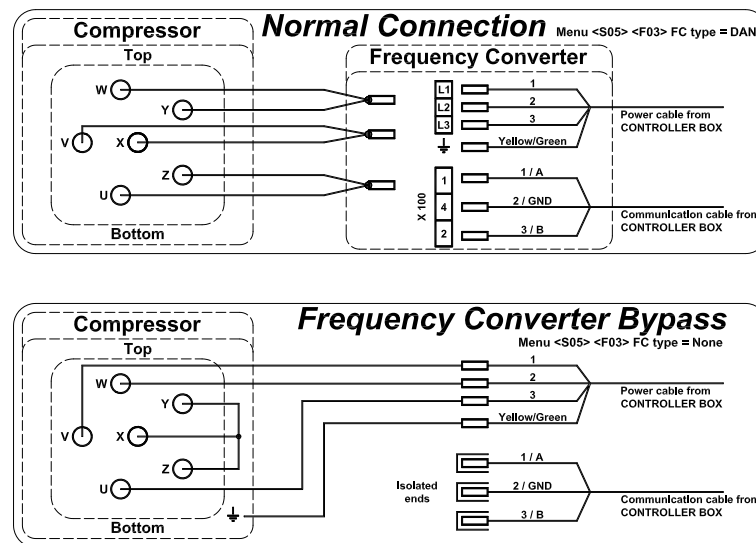 Normal Connection Menu <S05> <F03> FC type = DAN
Compressor
Top
Frequency Converter
W
Y
V
X
Z
U
Bottom
L1
L2
L3
1
2
3
Yellow/Green
Power cable from
CONTROLLER BOX
X 100
1
4
2
1 / A
2 / GND
3 / B
Communication cable from
CONTROLLER BOX
Frequency Converter Bypass
Menu <S05> <F03> FC type = None
Compressor
Top
W
Y
V
X
Z
U
Bottom
1
2
3
Yellow/Green
Power cable from
CONTROLLER BOX
Isolated
ends
1 / A
2 / GND
3 / B
Communication cable from
CONTROLLER BOX